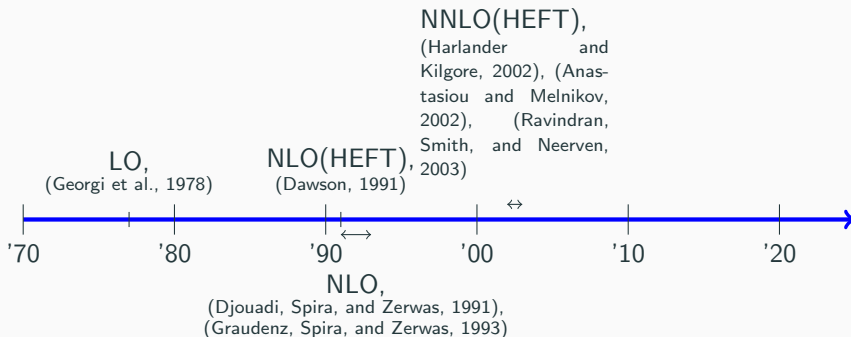 NNLO(HEFT),
(Harlander and
Kilgore, 2002), (Anas-
tasiou and Melnikov,
2002), (Ravindran,
Smith, and Neerven,
2003)
LO,
(Georgi et al., 1978)
NLO(HEFT),
(Dawson, 1991)
'70 '80 '90 '00 '10 '20
NLO,
(Djouadi, Spira, and Zerwas, 1991),
(Graudenz, Spira, and Zerwas, 1993)